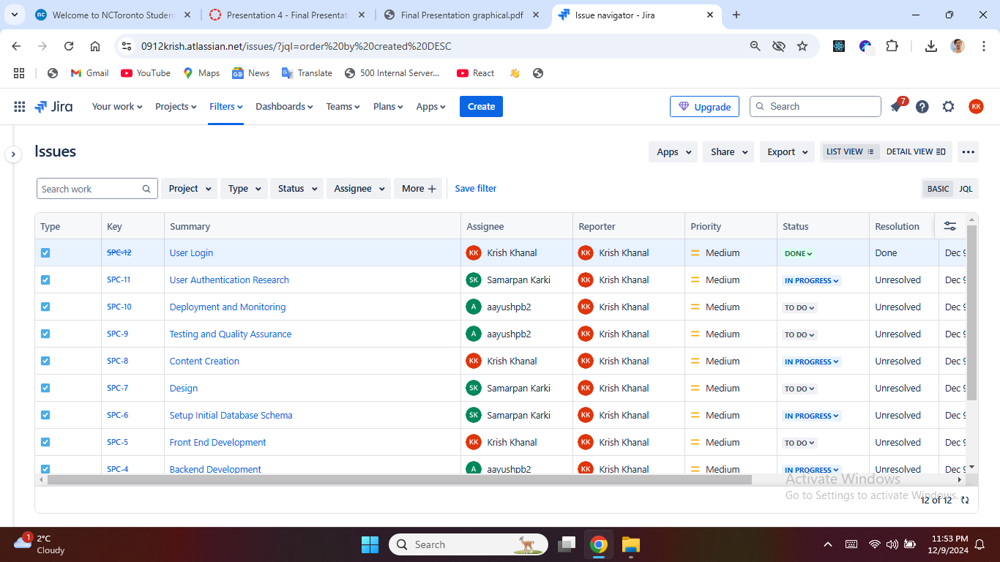 nc Welcome to NCToronto Studen
Presentation 4 - Final Presentati
Final Presentation graphical.pdf
Issue navigator - Jira
0912krish.atlassian.net/issues/?jql=order%20by%20created%20DESC
Gmail YouTube Maps News Translate 500 Internal Server... React
Jira Your work Projects Filters Dashboards Teams Plans Apps Create Upgrade Search 7 KK
Issues Apps Share Export LIST VIEW DETAIL VIEW
Search work Project Type Status Assignee More Save filter BASIC JQL
Type Key Summary Assignee Reporter Priority Status Resolution
SPC-12 User Login KK Krish Khanal KK Krish Khanal Medium DONE Done Dec 9
SPC-11 User Authentication Research SK Samarpan Karki KK Krish Khanal Medium IN PROGRESS Unresolved Dec 9
SPC-10 Deployment and Monitoring A aayushpb2 KK Krish Khanal Medium TO DO Unresolved Dec 9
SPC-9 Testing and Quality Assurance A aayushpb2 KK Krish Khanal Medium TO DO Unresolved Dec 9
SPC-8 Content Creation KK Krish Khanal KK Krish Khanal Medium IN PROGRESS Unresolved Dec 9
SPC-7 Design SK Samarpan Karki KK Krish Khanal Medium TO DO Unresolved Dec 9
SPC-6 Setup Initial Database Schema SK Samarpan Karki KK Krish Khanal Medium IN PROGRESS Unresolved Dec 9
SPC-5 Front End Development KK Krish Khanal KK Krish Khanal Medium TO DO Unresolved Dec 9
SPC-4 Backend Development A aayushpb2 KK Krish Khanal Medium IN PROGRESS Unresolved Dec 9
Activate Windows
Go to Settings to activate Windows.
12 of 12
1 2°C
Cloudy
Search
11:53 PM
12/9/2024